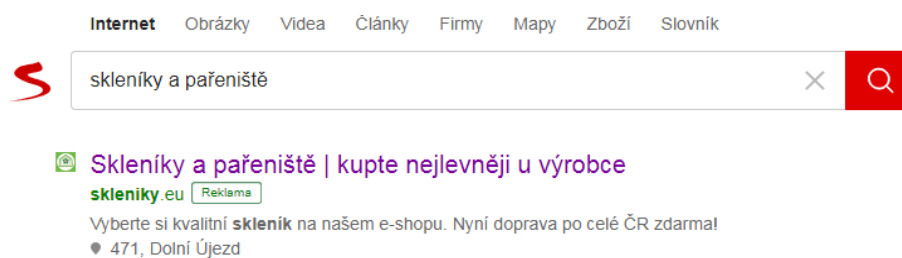 Internet Obrázky Videa Články Firmy Mapy Zboží Slovník
skleníky a pařeniště
Skleníky a pařeniště | kupte nejlevněji u výrobce
skleniky.eu Reklama
Vyberte si kvalitní skleník na našem e-shopu. Nyní doprava po celé ČR zdarma!
471, Dolní Újezd